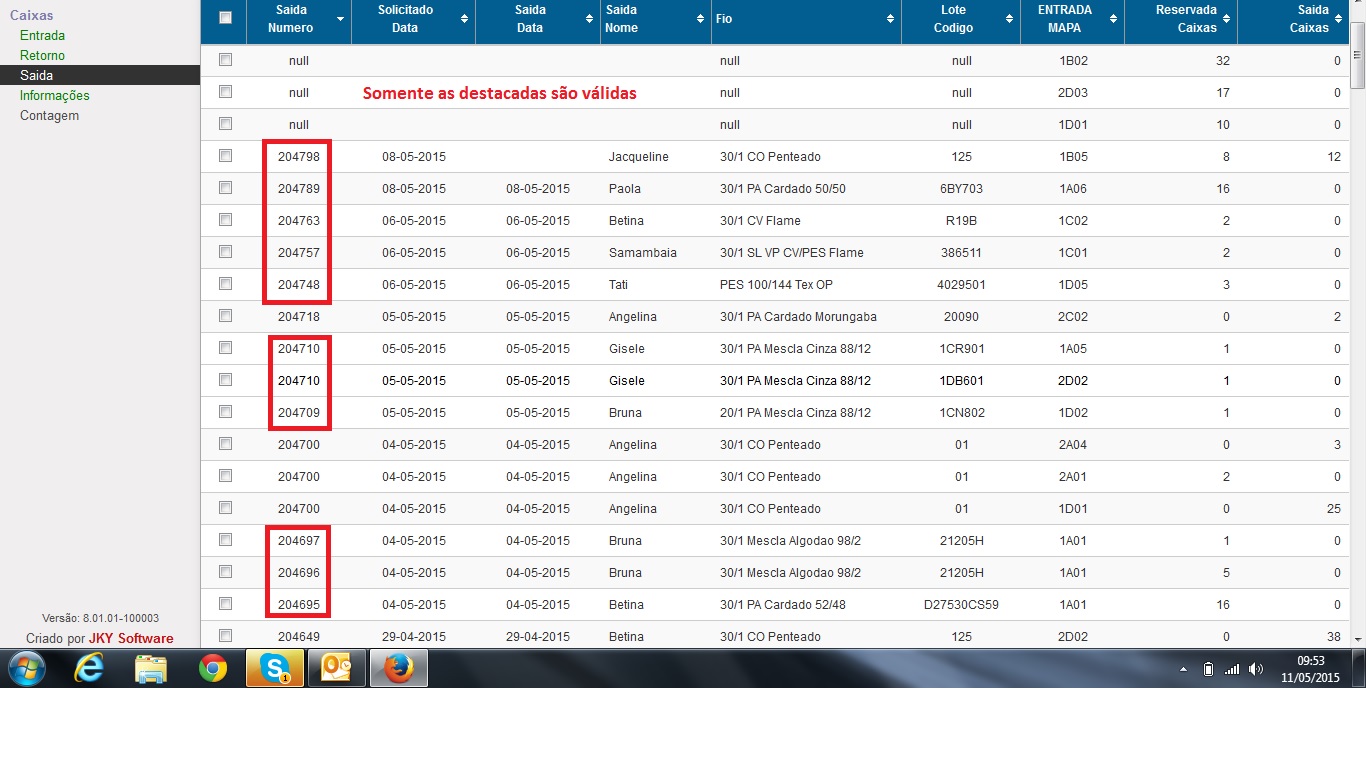 Caixas
Entrada
Retorno
Saida
Informações
Contagem
Saida Numero Solicitado Data Saida Data Saida Nome Fio Lote Codigo ENTRADA MAPA Reservada Caixas Saida Caixas
null null null 1B02 32 0
null Somente as destacadas são válidas null null 2D03 17 0
null null null 1D01 10 0
204798 08-05-2015 Jacqueline 30/1 CO Penteado 125 1B05 8 12
204789 08-05-2015 08-05-2015 Paola 30/1 PA Cardado 50/50 6BY703 1A06 16 0
204763 06-05-2015 06-05-2015 Betina 30/1 CV Flame R19B 1C02 2 0
204757 06-05-2015 06-05-2015 Samambaia 30/1 SL VP CV/PES Flame 386511 1C01 2 0
204748 06-05-2015 06-05-2015 Tati PES 100/144 Tex OP 4029501 1D05 3 0
204718 05-05-2015 05-05-2015 Angelina 30/1 PA Cardado Morungaba 20090 2C02 0 2
204710 05-05-2015 05-05-2015 Gisele 30/1 PA Mescla Cinza 88/12 1CR901 1A05 1 0
204710 05-05-2015 05-05-2015 Gisele 30/1 PA Mescla Cinza 88/12 1DB601 2D02 1 0
204709 05-05-2015 05-05-2015 Bruna 20/1 PA Mescla Cinza 88/12 1CN802 1D02 1 0
204700 04-05-2015 04-05-2015 Angelina 30/1 CO Penteado 01 2A04 0 3
204700 04-05-2015 04-05-2015 Angelina 30/1 CO Penteado 01 2A01 2 0
204700 04-05-2015 04-05-2015 Angelina 30/1 CO Penteado 01 1D01 0 25
204697 04-05-2015 04-05-2015 Bruna 30/1 Mescla Algodao 98/2 21205H 1A01 1 0
204696 04-05-2015 04-05-2015 Bruna 30/1 Mescla Algodao 98/2 21205H 1A01 5 0
204695 04-05-2015 04-05-2015 Betina 30/1 PA Cardado 52/48 D27530CS59 1A01 16 0
204649 29-04-2015 29-04-2015 Betina 30/1 CO Penteado 125 2D02 0 38
Versão: 8.01.01-100003
Criado por JKY Software
1
09:53
11/05/2015